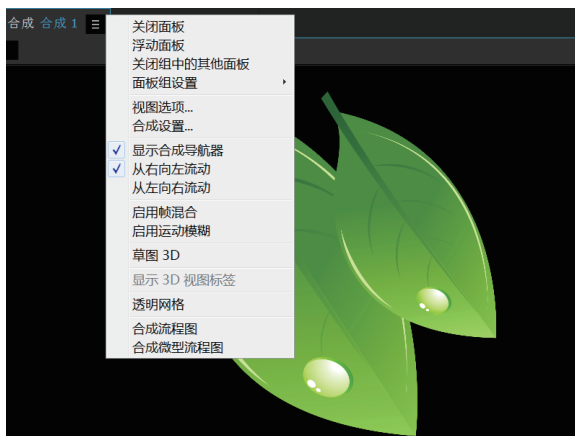 合成 合成 1
关闭面板
浮动面板
关闭组中的其他面板
面板组设置
视图选项...
合成设置...
显示合成导航器
从右向左流动
从左向右流动
启用帧混合
启用运动模糊
草图 3D
显示 3D 视图标签
透明网格
合成流程图
合成微型流程图